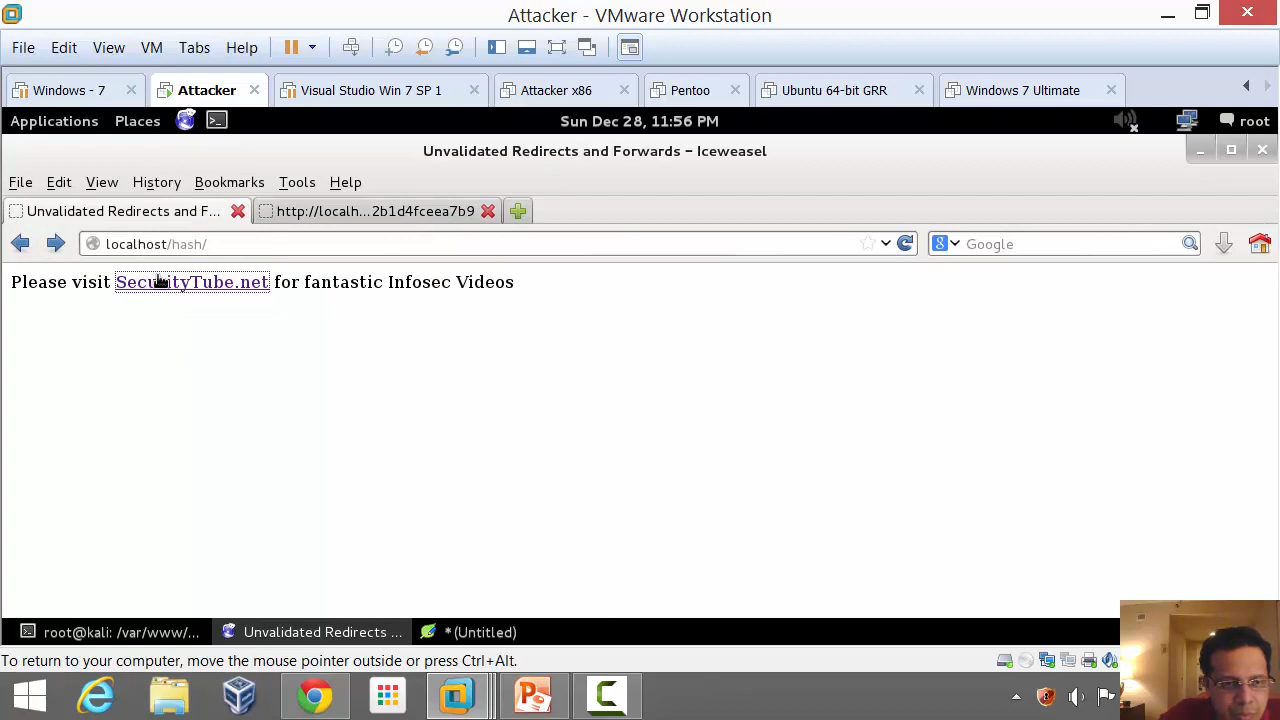 Attacker - VMware Workstation
File Edit View VM Tabs Help
Windows - 7 Attacker Visual Studio Win 7 SP 1 Attacker x86 Pentoo Ubuntu 64-bit GRR Windows 7 Ultimate
Applications Places Sun Dec 28, 11:56 PM root
Unvalidated Redirects and Forwards - Iceweasel
File Edit View History Bookmarks Tools Help
Unvalidated Redirects and F... http://localh...2b1d4fceea7b9
localhost/hash/ Google
Please visit SecurityTube.net for fantastic Infosec Videos
root@kali: /var/www/... Unvalidated Redirects ... *(Untitled)
To return to your computer, move the mouse pointer outside or press Ctrl+Alt.